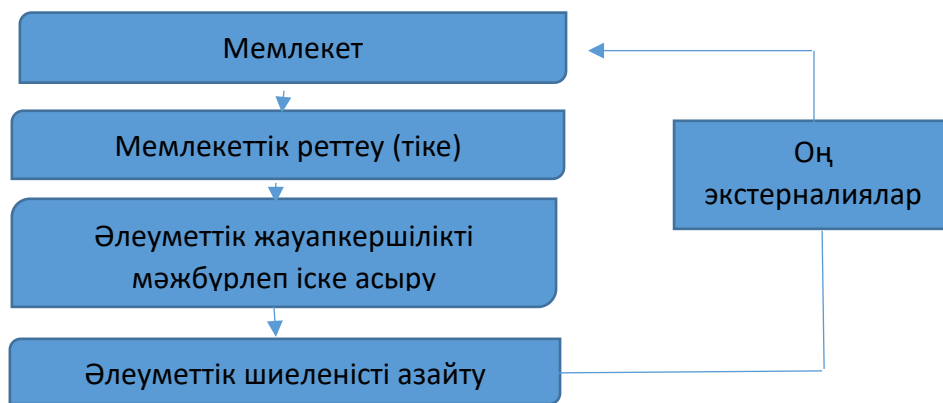 Мемлекет
Мемлекеттік реттеу (тіке)
Әлеуметтік жауапкершілікті
мәжбүрлеп іске асыру
Әлеуметтік шиеленісті азайту
Оң
экстерналиялар